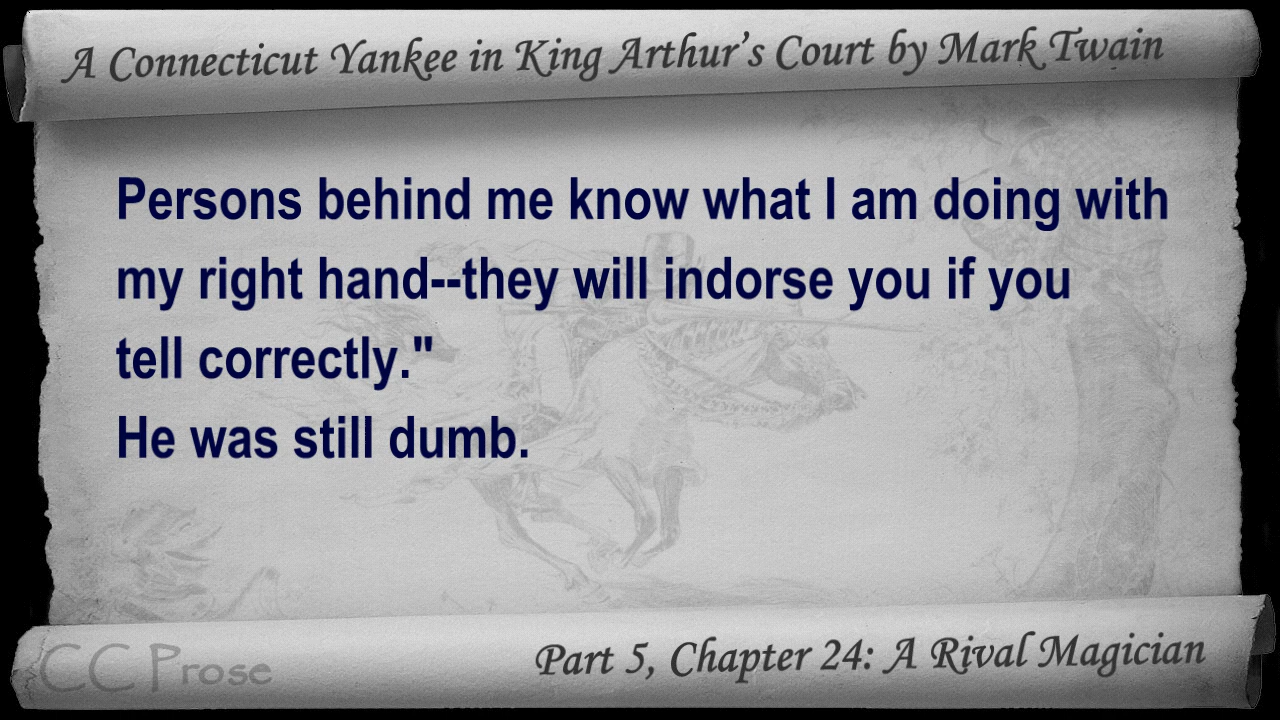 A Connecticut Yankee in King Arthur's Court by Mark Twain
Persons behind me know what I am doing with
my right hand--they will indorse you if you
tell correctly."
He was still dumb.
CC Prose
Part 5, Chapter 24: A Rival Magician